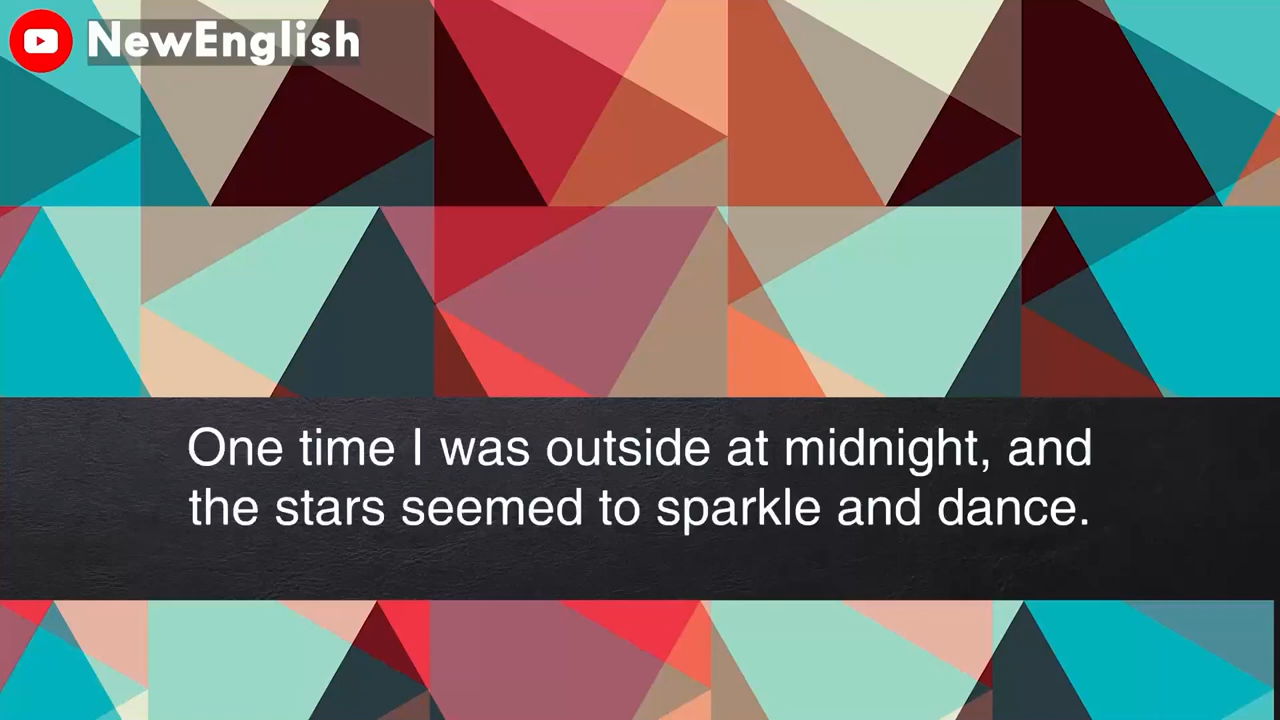 NewEnglish
One time I was outside at midnight, and
the stars seemed to sparkle and dance.